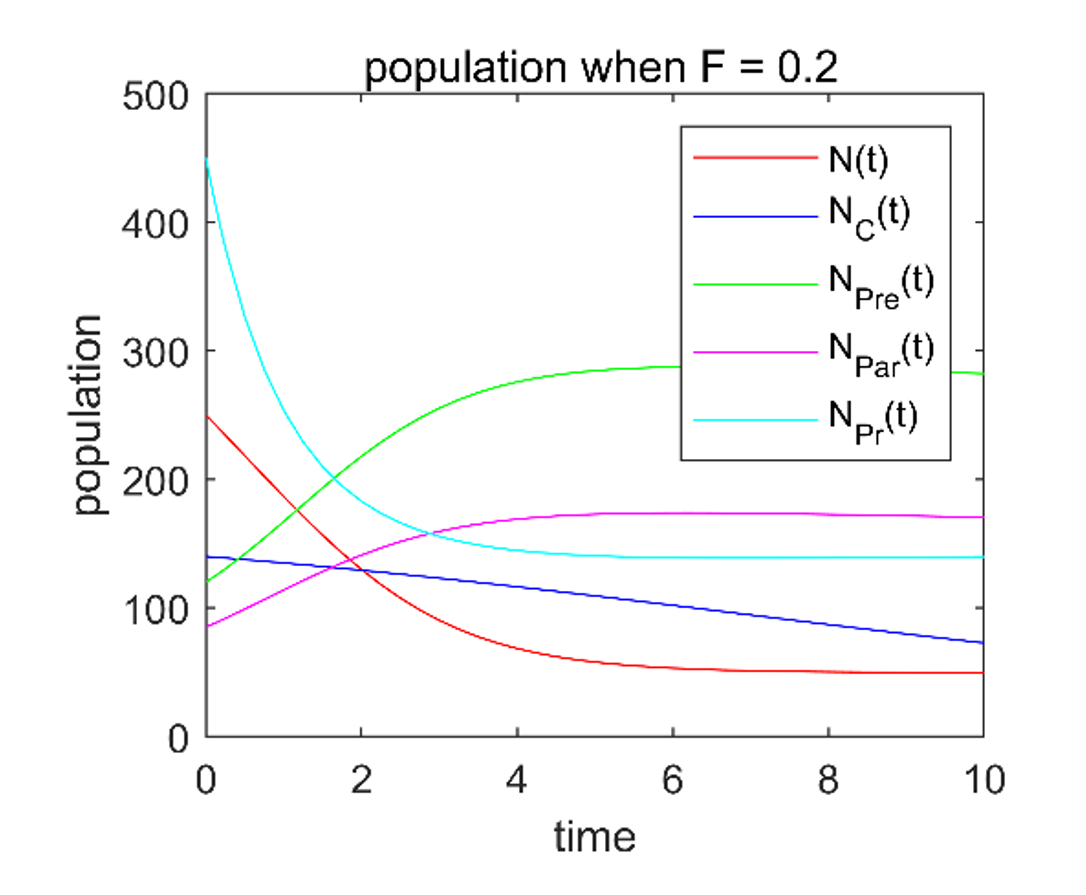 population when F = 0.2
500
400
300
200
100
0
population
N(t)
N_C(t)
N_Pre(t)
N_Par(t)
N_Pr(t)
0 2 4 6 8 10
time